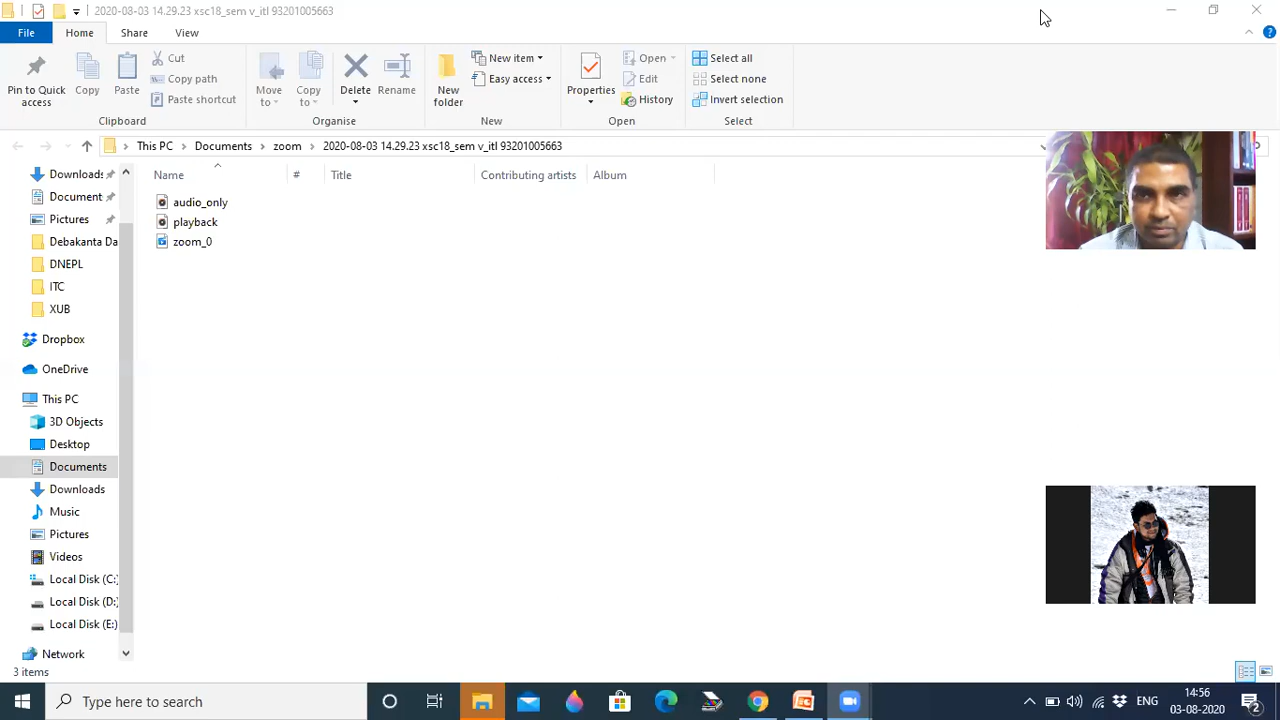 2020-08-03 14.29.23 xsc18_sem v_itl 93201005663
File Home Share View
Pin to Quick access
Copy
Paste
Cut
Copy path
Paste shortcut
Clipboard
Move to
Copy to
Delete
Rename
Organise
New folder
New item
Easy access
New
Properties
Open
Edit
History
Open
Select all
Select none
Invert selection
Select
This PC > Documents > zoom > 2020-08-03 14.29.23 xsc18_sem v_itl 93201005663
Name # Title Contributing artists Album
audio_only
playback
zoom_0
Downloads
Document
Pictures
Debakanta Da
DNEPL
ITC
XUB
Dropbox
OneDrive
This PC
3D Objects
Desktop
Documents
Downloads
Music
Pictures
Videos
Local Disk (C:)
Local Disk (D:)
Local Disk (E:)
Network
3 items
Type here to search
ENG
14:56
03-08-2020
2